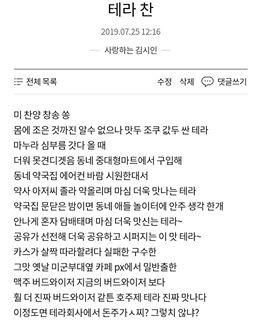 테라 찬
2019.07.25 12:16
사랑하는 김시인
전체 목록 수정 삭제 댓글쓰기
미 찬양 창송 쏭
몸에 조은 것까진 알수 없으나 맛두 조쿠 값두 싼 테라
마누라 심부름 갓다 올 때
더워 못견디겟음 동네 중대형마트에서 구입해
동네 약국집 에어컨 바람 시원한대서
약사 아저씨 졸라 약올리며 마심 더욱 맛나는 테라
약국집 문닫은 밤이면 동네 애들 놀이터에 안주 생각 한개
안나게 혼자 담배태며 마심 더욱 맛신는 테라~
공유가 선전해 더욱 공유하고 시퍼지는 이 맛 테라~
카스가 살짝 따라할려다 실패한 구수한
그맛 옛날 미군부대옆 카페 px에서 밀반출한
맥주 버드와이저 지금의 버드와이저 보다
훨 더 진짜 버드와이저 같튼 호주제 테라 진짜 맛나다
이정도면 테라회사에서 돈주가ㅅ찌? 그렇치 않냐?